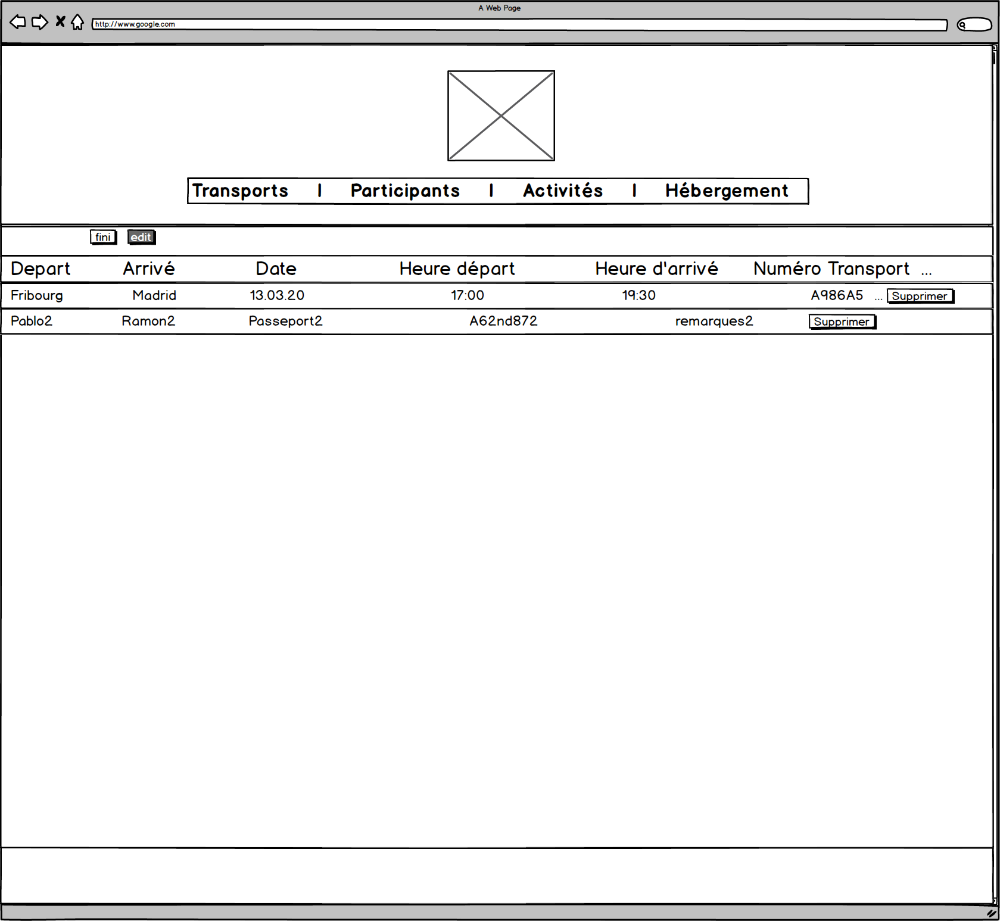 A Web Page
http://www.google.com
Transports | Participants | Activités | Hébergement
fini edit
Depart Arrivé Date Heure départ Heure d'arrivé Numéro Transport ...
Fribourg Madrid 13.03.20 17:00 19:30 A986A5 ... Supprimer
Pablo2 Ramon2 Passeport2 A62nd872 remarques2 Supprimer